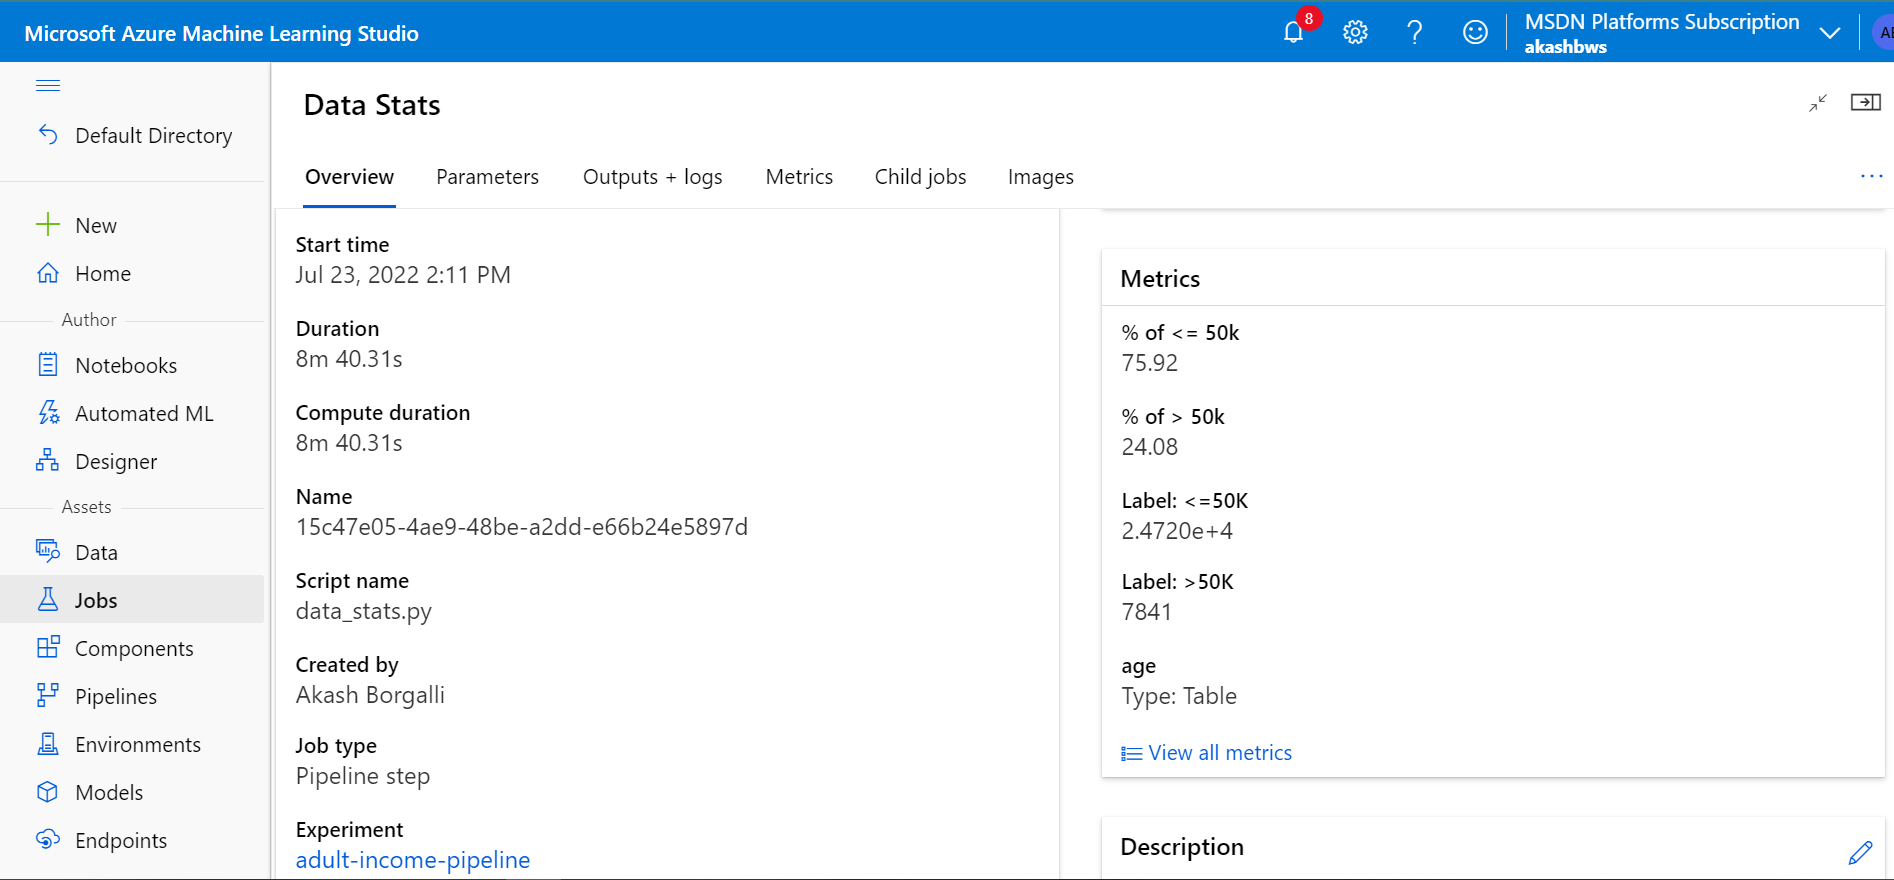 Microsoft Azure Machine Learning Studio
8
MSDN Platforms Subscription
akashbws
Default Directory
New
Home
Author
Notebooks
Automated ML
Designer
Assets
Data
Jobs
Components
Pipelines
Environments
Models
Endpoints
Data Stats
Overview Parameters Outputs + logs Metrics Child jobs Images
Start time
Jul 23, 2022 2:11 PM
Duration
8m 40.31s
Compute duration
8m 40.31s
Name
15c47e05-4ae9-48be-a2dd-e66b24e5897d
Script name
data_stats.py
Created by
Akash Borgalli
Job type
Pipeline step
Experiment
adult-income-pipeline
Metrics
% of <= 50k
75.92
% of > 50k
24.08
Label: <=50K
2.4720e+4
Label: >50K
7841
age
Type: Table
View all metrics
Description